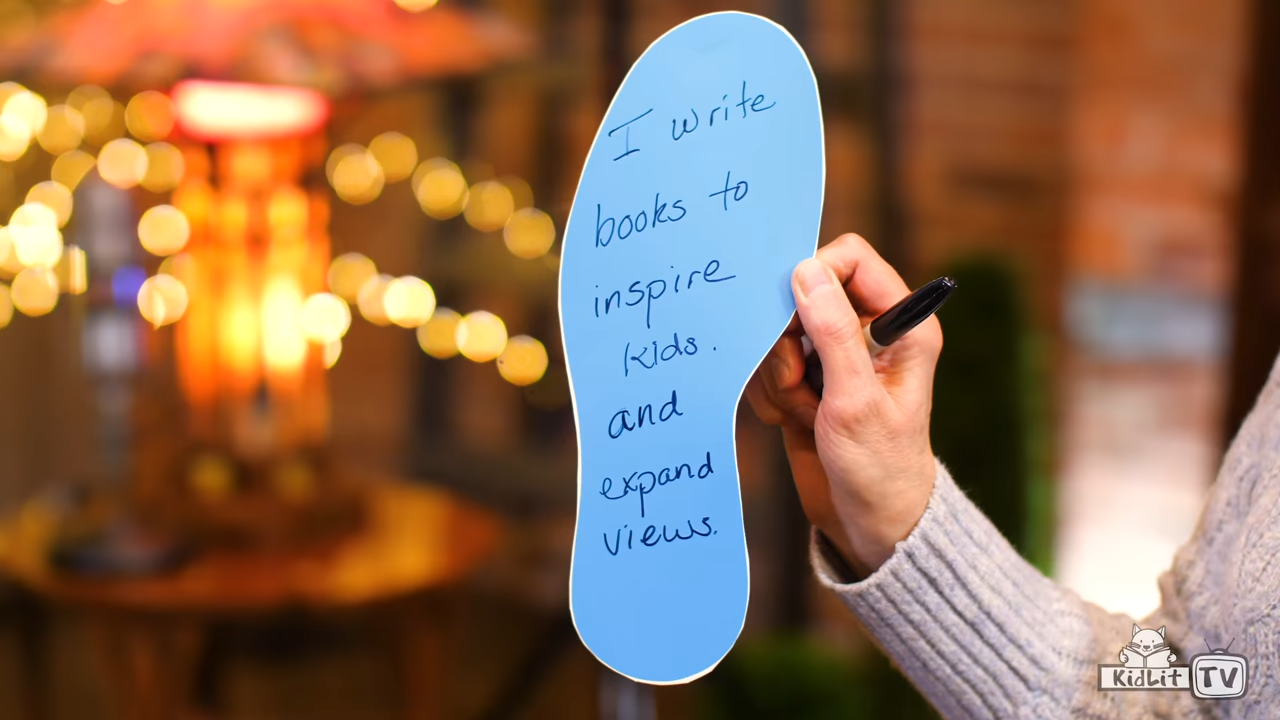 I write
books to
inspire
kids.
and
expand
views.
KidLit TV